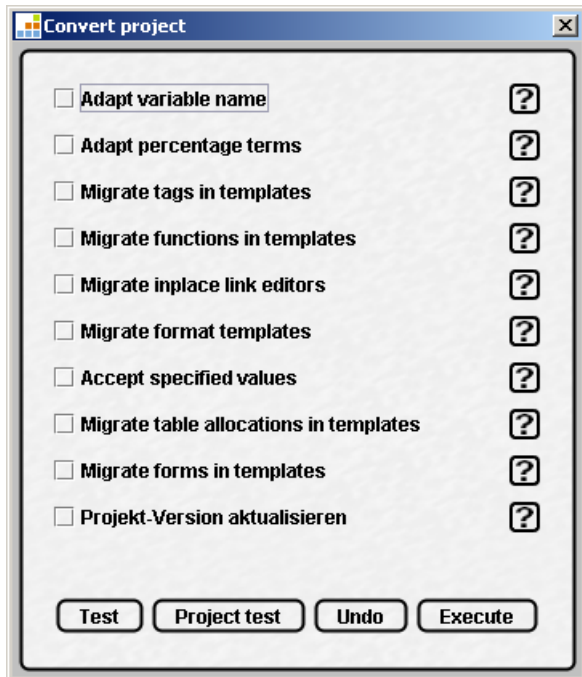 Convert project
Adapt variable name ?
Adapt percentage terms ?
Migrate tags in templates ?
Migrate functions in templates ?
Migrate inplace link editors ?
Migrate format templates ?
Accept specified values ?
Migrate table allocations in templates ?
Migrate forms in templates ?
Projekt-Version aktualisieren ?
Test Project test Undo Execute